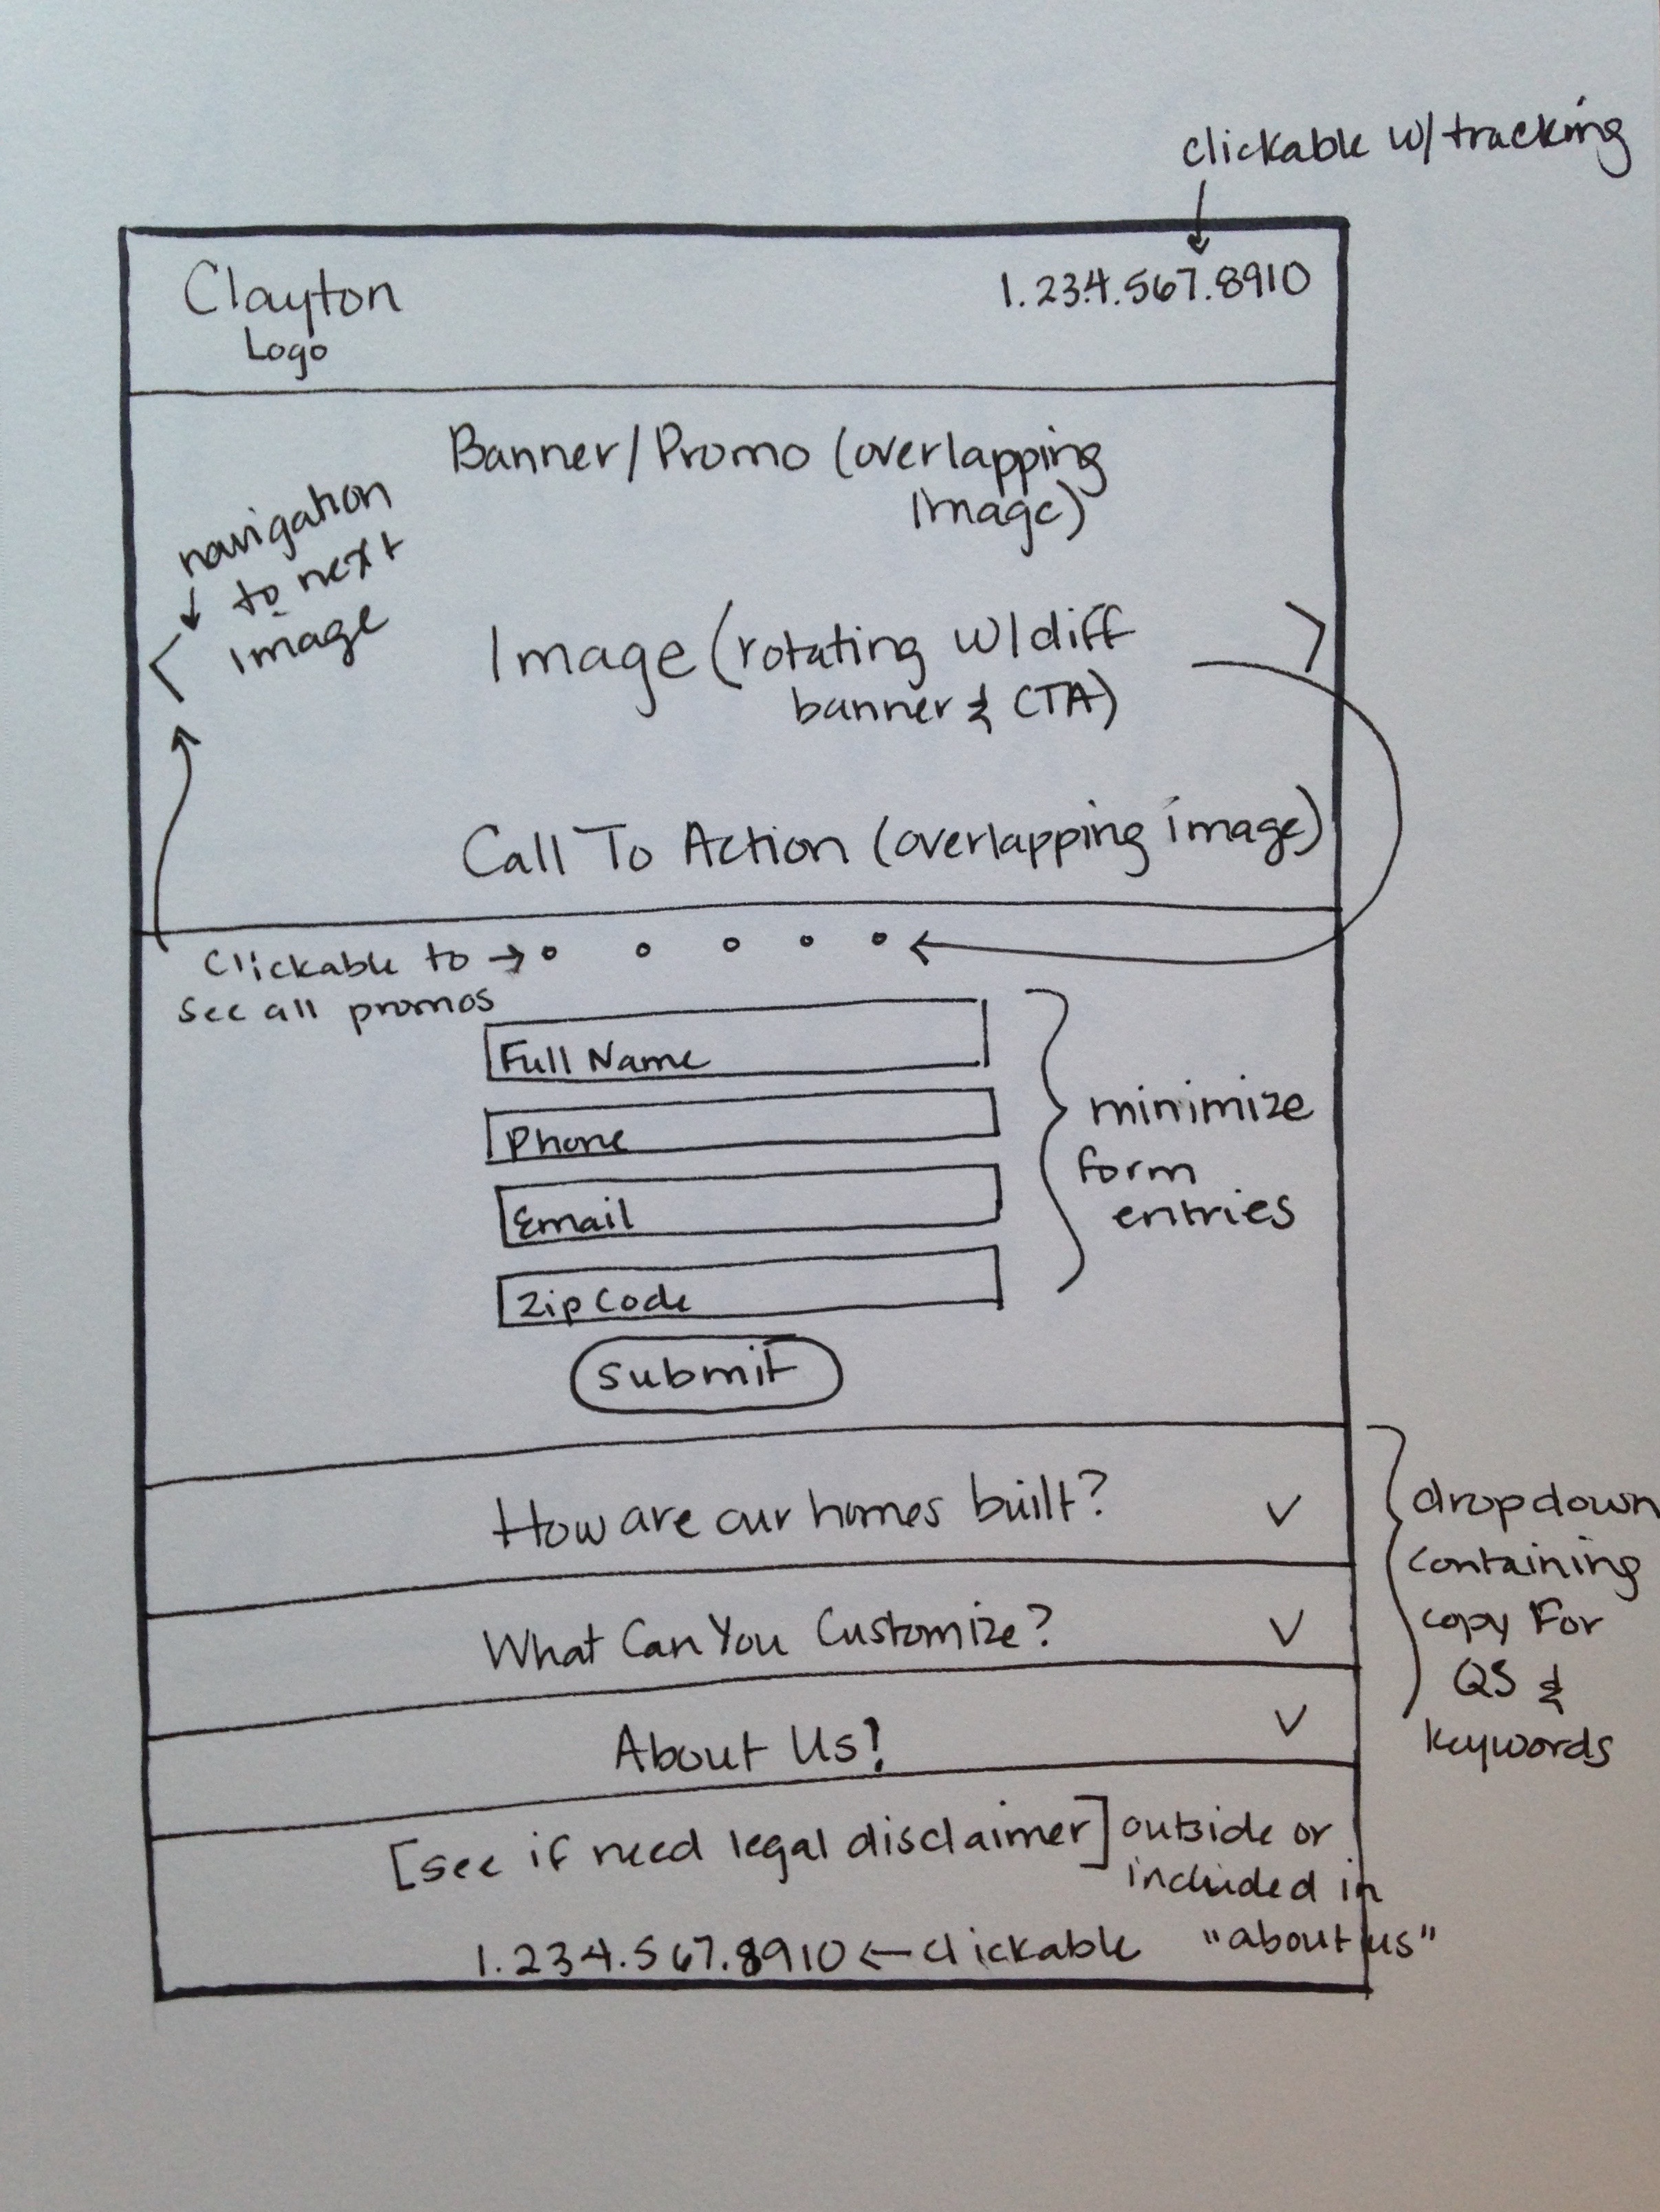 clickable w/ tracking
Clayton
Logo
1.234.567.8910
Banner/Promo (overlapping
Image)
navigation
to next
Image
Image (rotating w/diff
banner & CTA)
Call To Action (overlapping image)
Clickable to
see all promos
Full Name
Phone
Email
Zip Code
minimize
form
entries
submit
How are our homes built?
What Can You Customize?
About Us!
dropdown
containing
copy For
QS &
keywords
[see if need legal disclaimer] outside or
included in
"about us"
1.234.567.8910 ← clickable